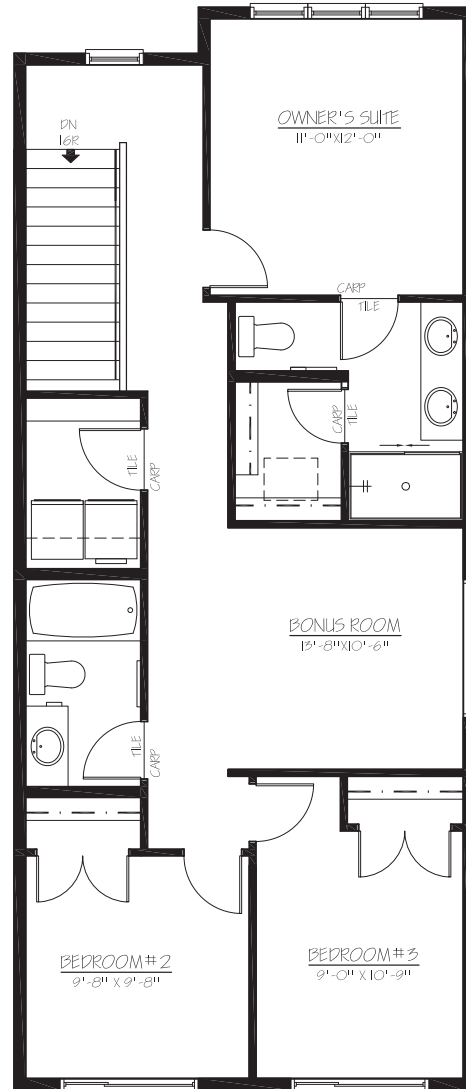 OWNER'S SUITE
11'-0"X12'-0"
DN
16R
CARP
TILE
TILE
CARP
TILE
CARP
BONUS ROOM
13'-8"X10'-6"
TILE
CARP
BEDROOM#2
9'-8" X 9'-8"
BEDROOM#3
9'-0" X 10'-9"